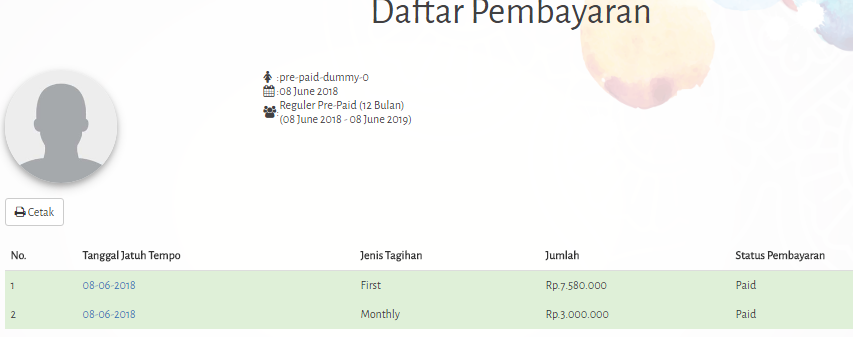 Daftar Pembayaran
: pre-paid-dummy-0
: 08 June 2018
: Reguler Pre-Paid (12 Bulan)
(08 June 2018 - 08 June 2019)
Cetak
No. Tanggal Jatuh Tempo Jenis Tagihan Jumlah Status Pembayaran
1 08-06-2018 First Rp.7.580.000 Paid
2 08-06-2018 Monthly Rp.3.000.000 Paid